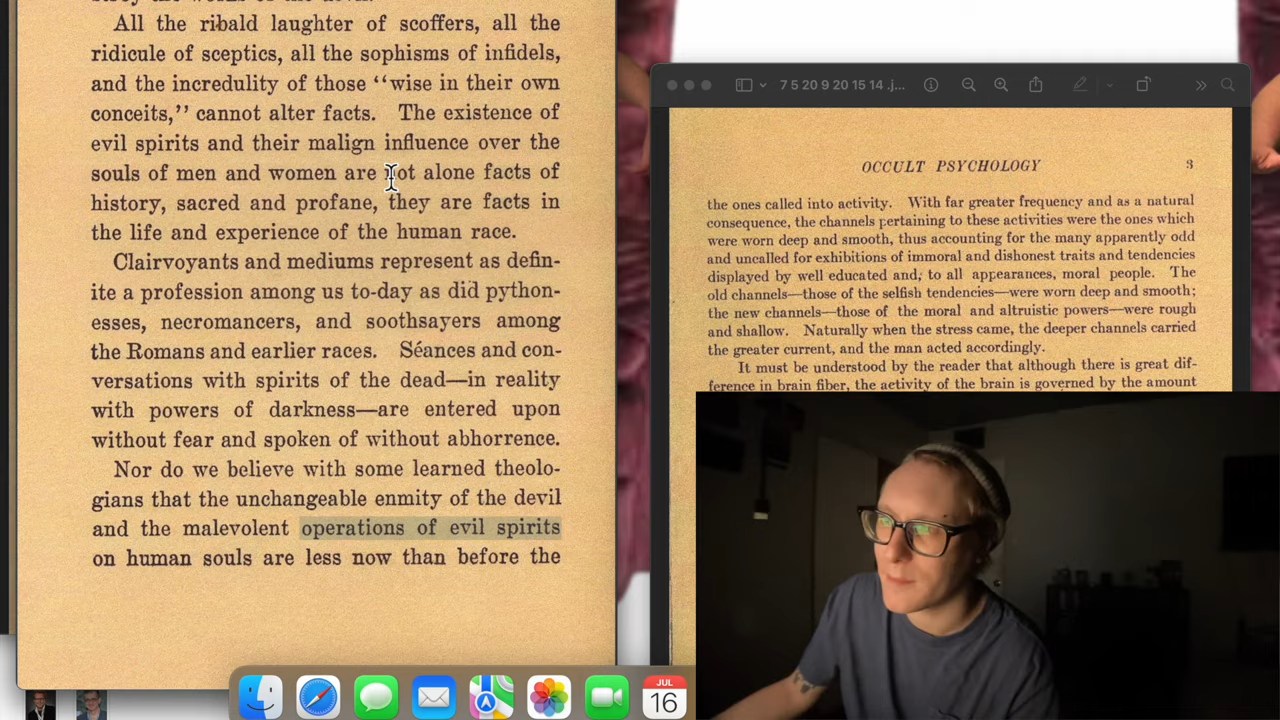 All the ribald laughter of scoffers, all the
ridicule of sceptics, all the sophisms of infidels,
and the incredulity of those “wise in their own
conceits,” cannot alter facts. The existence of
evil spirits and their malign influence over the
souls of men and women are not alone facts of
history, sacred and profane, they are facts in
the life and experience of the human race.
Clairvoyants and mediums represent as defin-
ite a profession among us to-day as did python-
esses, necromancers, and soothsayers among
the Romans and earlier races. Séances and con-
versations with spirits of the dead—in reality
with powers of darkness—are entered upon
without fear and spoken of without abhorrence.
Nor do we believe with some learned theolo-
gians that the unchangeable enmity of the devil
and the malevolent operations of evil spirits
on human souls are less now than before the
7 5 20 9 20 15 14 .j...
OCCULT PSYCHOLOGY 3
the ones called into activity. With far greater frequency and as a natural
consequence, the channels pertaining to these activities were the ones which
were worn deep and smooth, thus accounting for the many apparently odd
and uncalled for exhibitions of immoral and dishonest traits and tendencies
displayed by well educated and, to all appearances, moral people. The
old channels—those of the selfish tendencies—were worn deep and smooth;
the new channels—those of the moral and altruistic powers—were rough
and shallow. Naturally when the stress came, the deeper channels carried
the greater current, and the man acted accordingly.
It must be understood by the reader that although there is great dif-
ference in brain fiber, the activity of the brain is governed by the amount
JUL
16